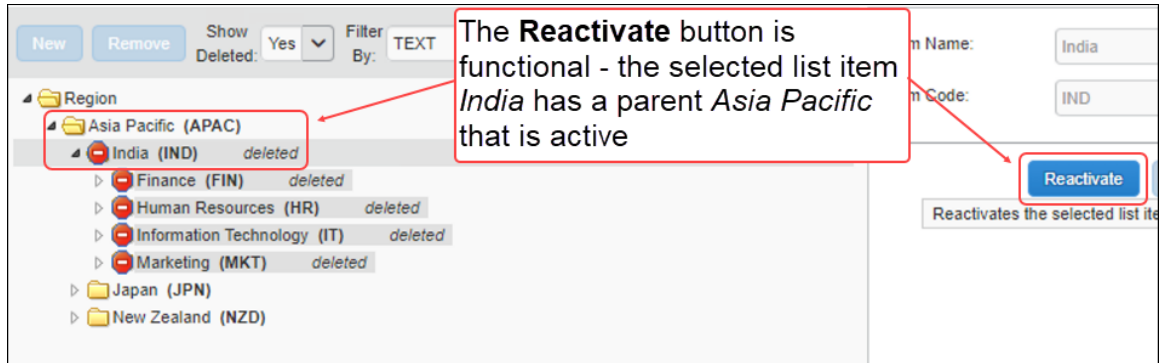 New Remove Show Deleted: Yes Filter By: TEXT
The Reactivate button is
functional - the selected list item
India has a parent Asia Pacific
that is active
m Name: India
m Code: IND
Region
Asia Pacific (APAC)
India (IND) deleted
Finance (FIN) deleted
Human Resources (HR) deleted
Information Technology (IT) deleted
Marketing (MKT) deleted
Japan (JPN)
New Zealand (NZD)
Reactivate
Reactivates the selected list ite